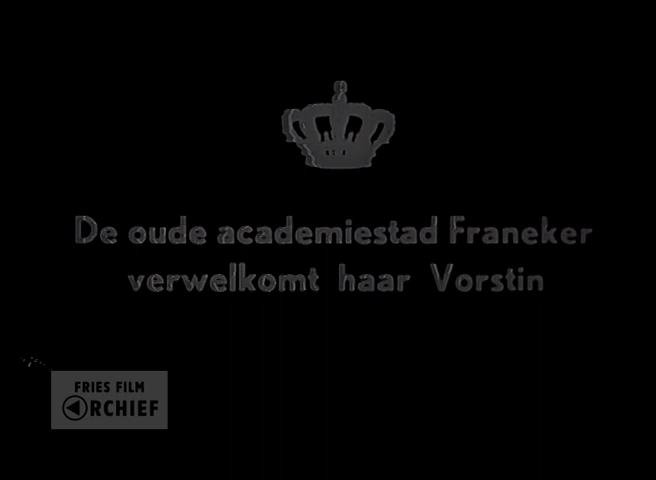 De oude academiestad Franeker
verwelkomt haar Vorstin
FRIES FILM
ARCHIEF